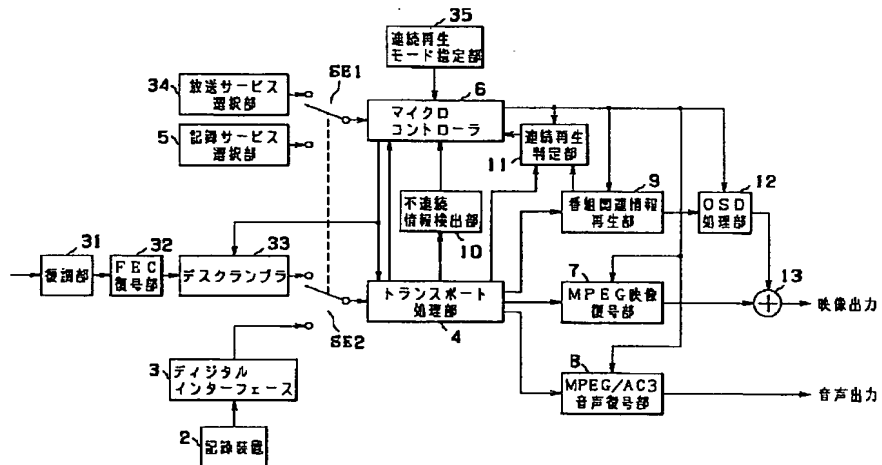 35
連続再生
モード指定部
34
放送サービス
選択部
SE1
6
マイクロ
コントローラ
5
記録サービス
選択部
連続再生
判定部
11
9
番組関連情報
再生部
12
OSD
処理部
不連続
情報検出部
10
31
復調部
32
FEC
復号部
33
デスクランブラ
7
MPEG映像
復号部
13
映像出力
トランスポート
処理部
4
SE2
3
ディジタル
インターフェース
8
MPEG/AC3
音声復号部
音声出力
2
記録装置